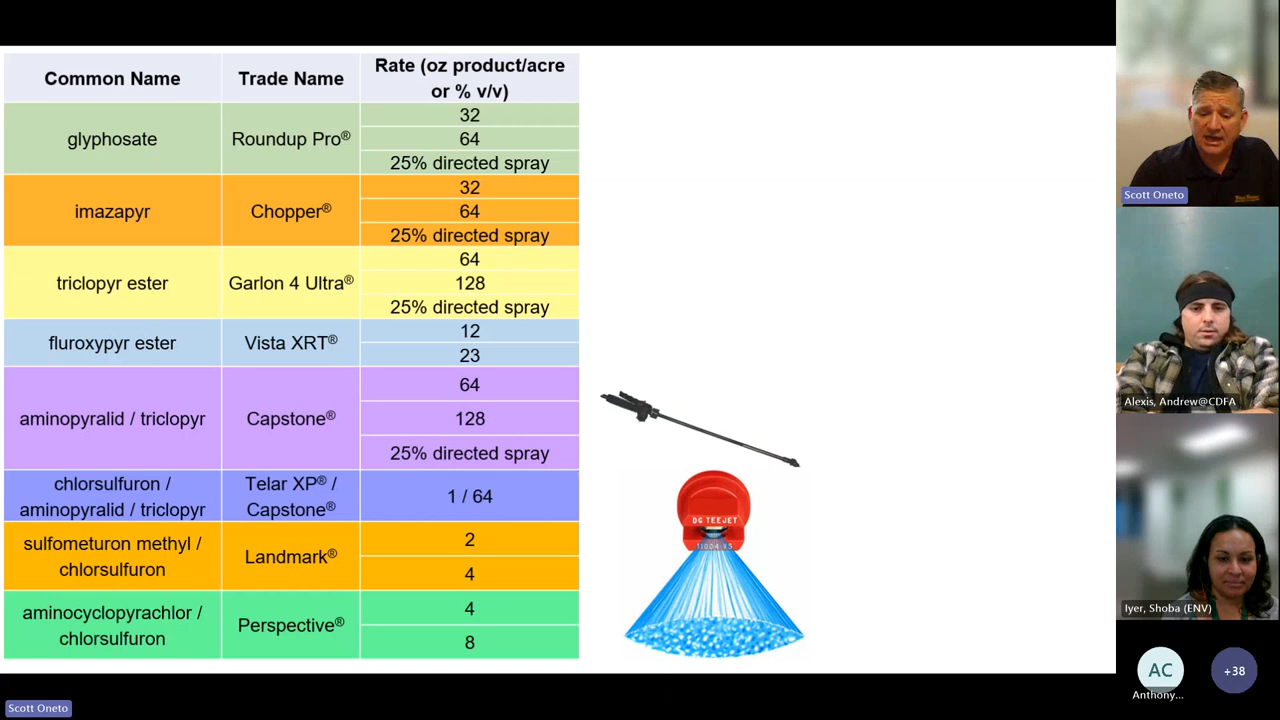 Common Name
Trade Name
Rate (oz product/acre
or % v/v)
glyphosate
Roundup Pro®
32
64
25% directed spray
imazapyr
Chopper®
32
64
25% directed spray
triclopyr ester
Garlon 4 Ultra®
64
128
25% directed spray
fluroxypyr ester
Vista XRT®
12
23
aminopyralid / triclopyr
Capstone®
64
128
25% directed spray
chlorsulfuron /
aminopyralid / triclopyr
Telar XP® /
Capstone®
1 / 64
sulfometuron methyl /
chlorsulfuron
Landmark®
2
4
aminocyclopyrachlor /
chlorsulfuron
Perspective®
4
8
DG TEEJET
11004 VS
Scott Oneto
Alexis, Andrew@CDFA
Iyer, Shoba (ENV)
AC
Anthony...
+38
Scott Oneto